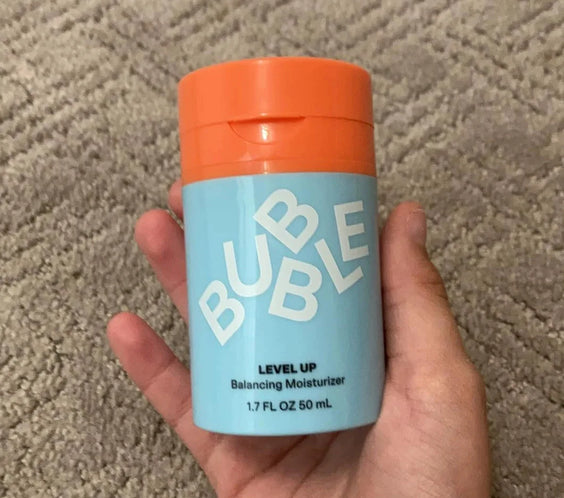 BUBBLE
LEVEL UP
Balancing Moisturizer
1.7 FL OZ 50 mL